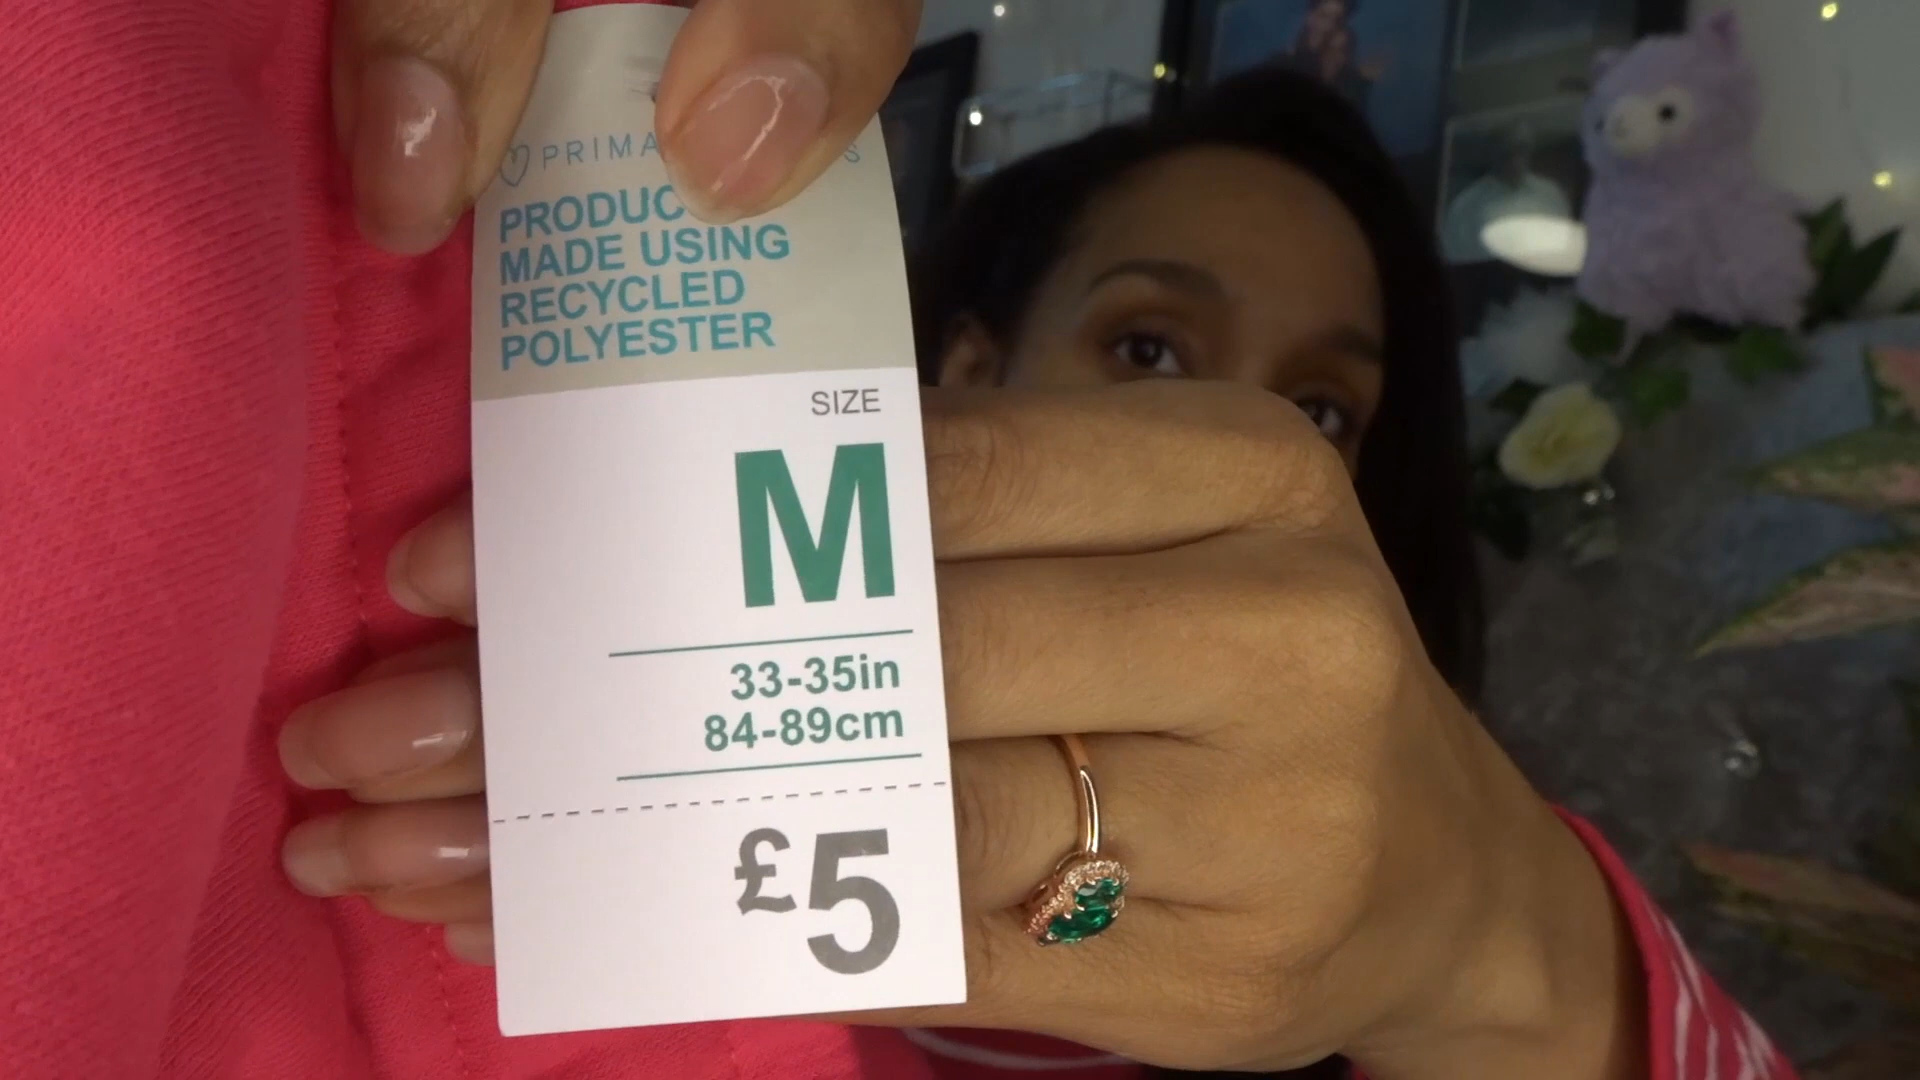 PRIMA S
PRODUC
MADE USING
RECYCLED
POLYESTER
SIZE
M
33-35in
84-89cm
£5